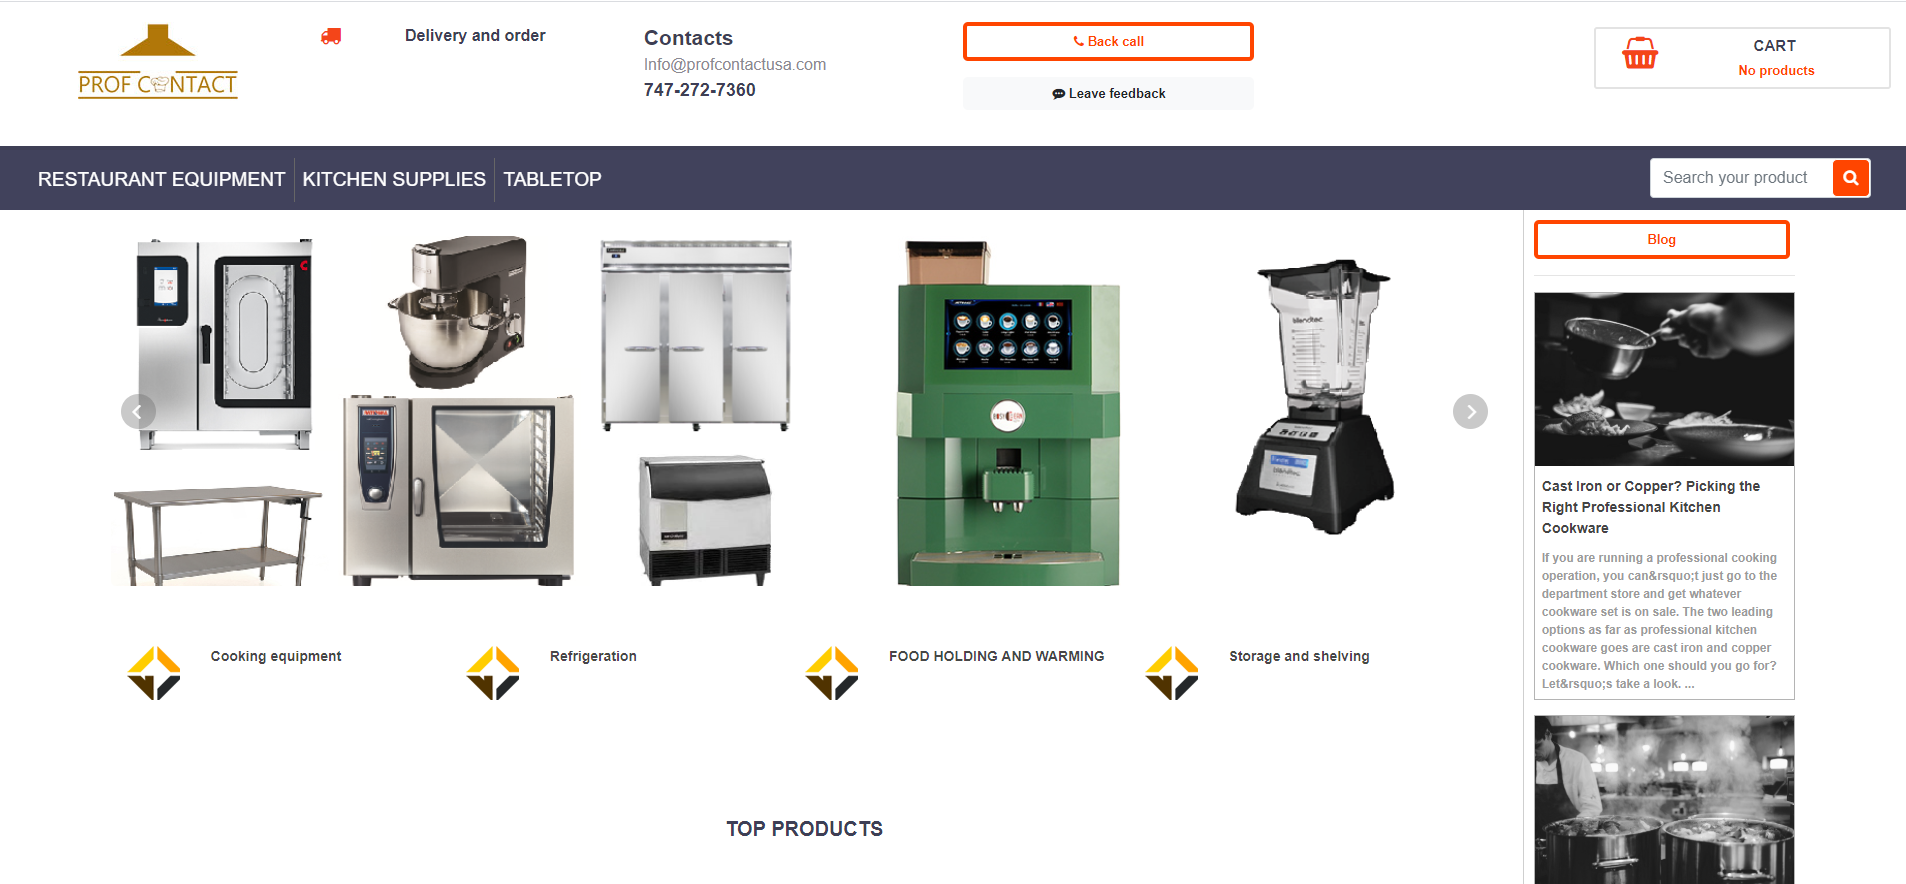 PROF CONTACT
Delivery and order
Contacts
Info@profcontactusa.com
747-272-7360
Back call
Leave feedback
CART
No products
RESTAURANT EQUIPMENT
KITCHEN SUPPLIES
TABLETOP
Search your product
blendtec
Blog
Cast Iron or Copper? Picking the
Right Professional Kitchen
Cookware
If you are running a professional cooking
operation, you can&rsquo;t just go to the
department store and get whatever
cookware set is on sale. The two leading
options as far as professional kitchen
cookware goes are cast iron and copper
cookware. Which one should you go for?
Let&rsquo;s take a look. ...
Cooking equipment
Refrigeration
FOOD HOLDING AND WARMING
Storage and shelving
TOP PRODUCTS